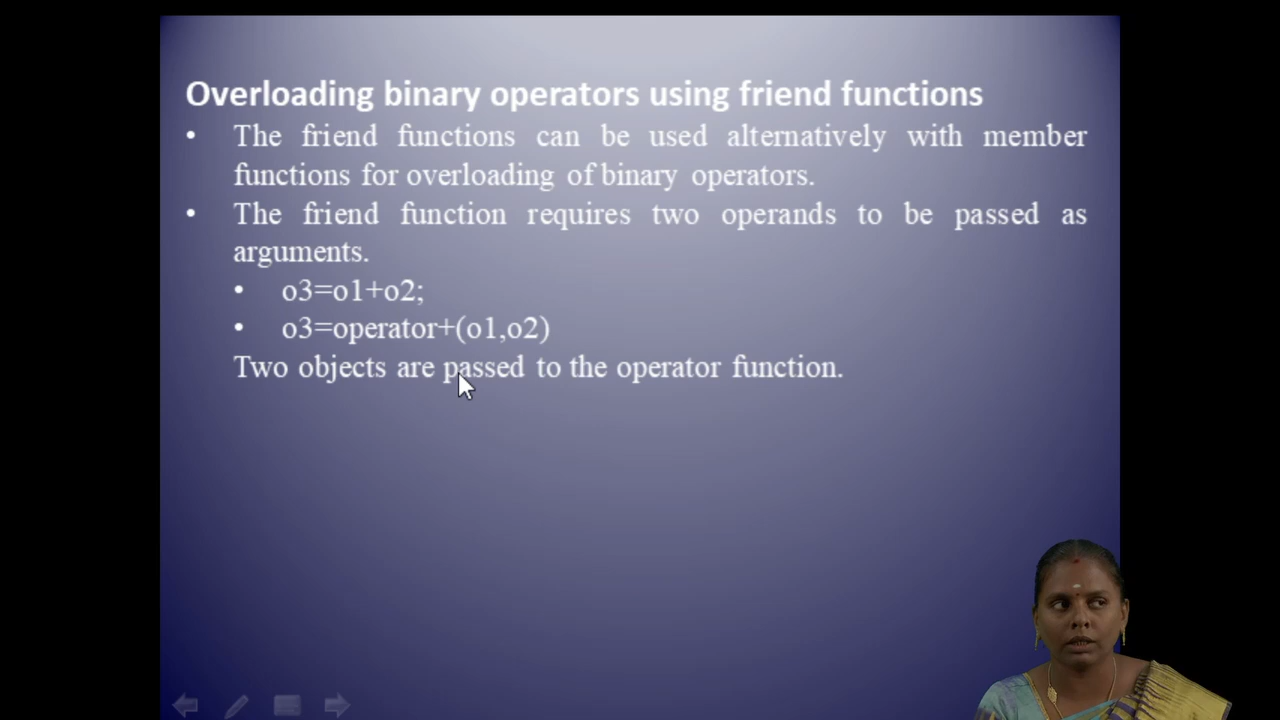 Overloading binary operators using friend functions
• The friend functions can be used alternatively with member
functions for overloading of binary operators.
• The friend function requires two operands to be passed as
arguments.
• o3=o1+o2;
• o3=operator+(o1,o2)
Two objects are passed to the operator function.